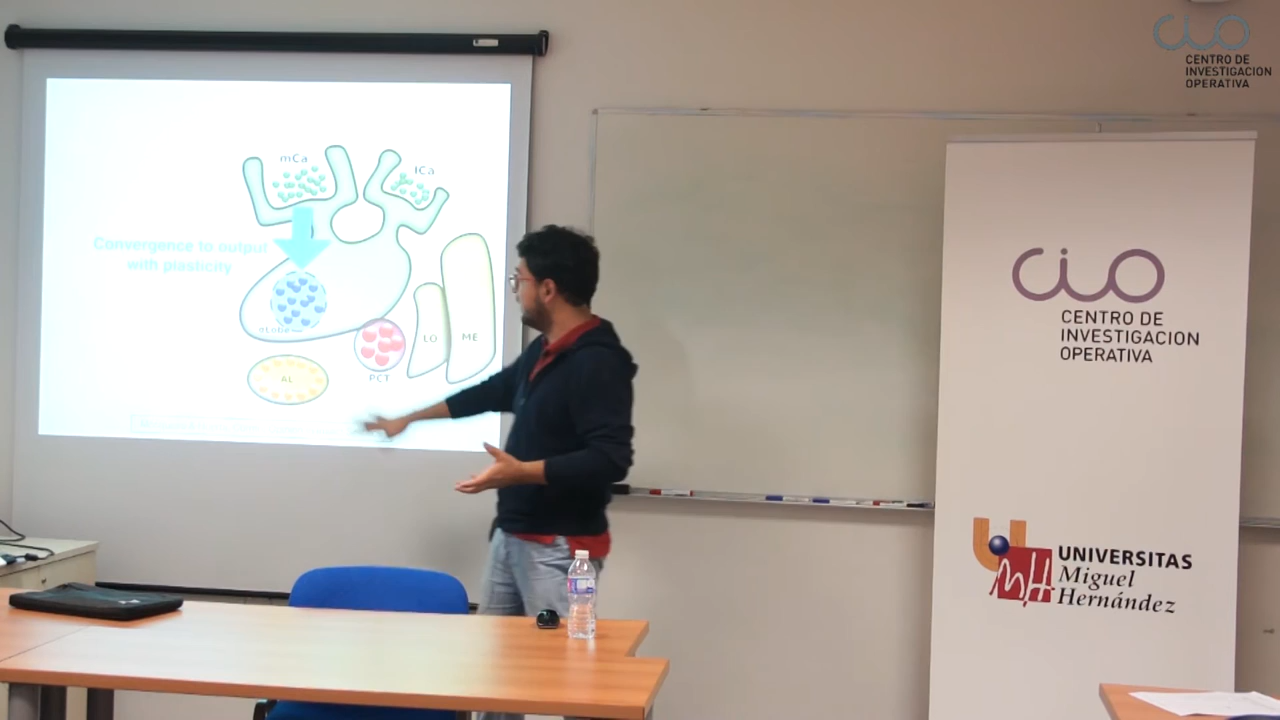 mCa
lCa
Convergence to output
with plasticity
LO
ME
AL
PCT
CENTRO DE
INVESTIGACION
OPERATIVA
CIO
CENTRO DE
INVESTIGACION
OPERATIVA
UNIVERSITAS
Miguel
Hernández